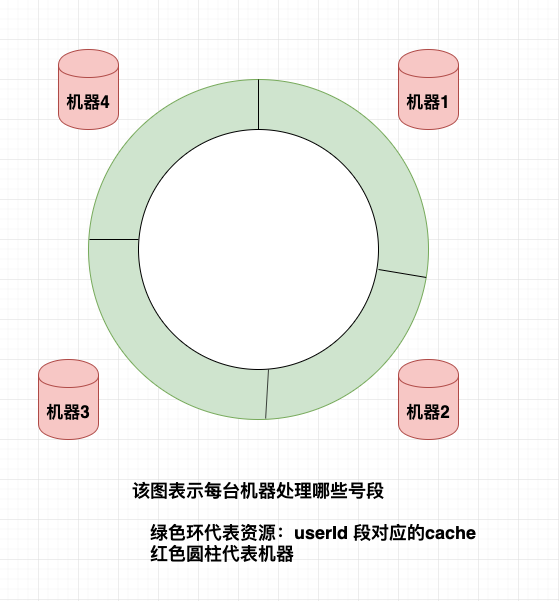 机器4
机器1
机器3
机器2
该图表示每台机器处理哪些号段
绿色环代表资源：userId 段对应的cache
红色圆柱代表机器